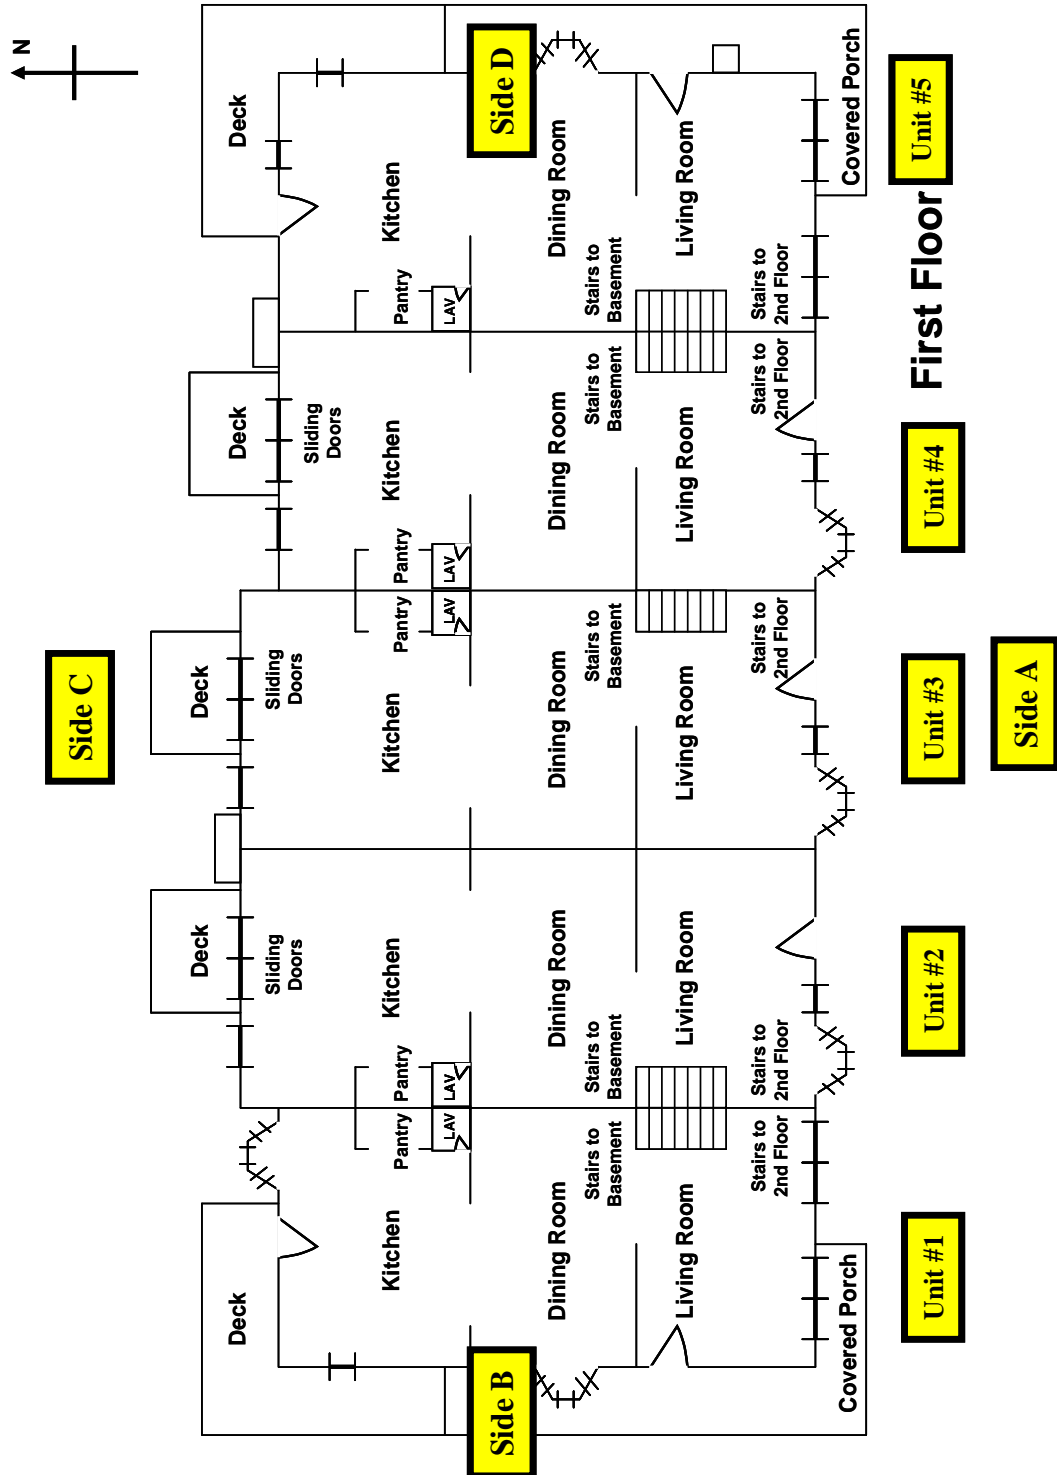 N
Side C
Deck
Deck
Deck
Deck
Deck
Sliding
Doors
Sliding
Doors
Sliding
Doors
Kitchen
Kitchen
Kitchen
Kitchen
Kitchen
Pantry
Pantry
Pantry
Pantry
Pantry
LAV
LAV
LAV
LAV
LAV
Side B
Side D
Dining Room
Dining Room
Dining Room
Dining Room
Dining Room
Stairs to
Basement
Stairs to
Basement
Stairs to
Basement
Stairs to
Basement
Stairs to
Basement
Living Room
Living Room
Living Room
Living Room
Living Room
Stairs to
2nd Floor
Stairs to
2nd Floor
Stairs to
2nd Floor
Stairs to
2nd Floor
Stairs to
2nd Floor
Covered Porch
Covered Porch
Unit #1
Unit #2
Unit #3
Unit #4
Unit #5
First Floor
Side A